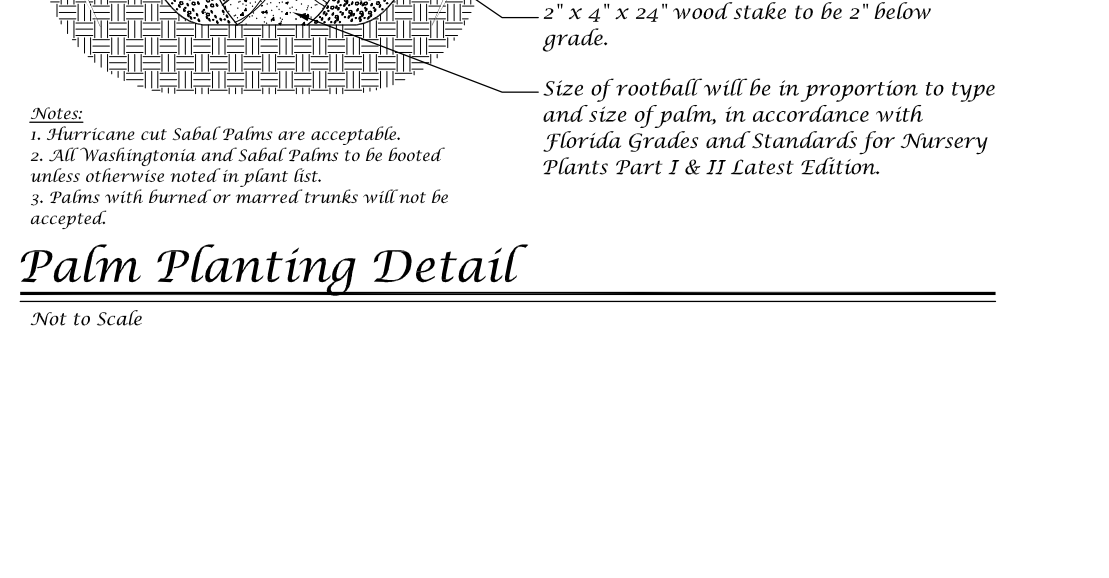 2" x 4" x 24" wood stake to be 2" below
grade.
Size of rootball will be in proportion to type
and size of palm, in accordance with
Florida Grades and Standards for Nursery
Plants Part I & II Latest Edition.
Notes:
1. Hurricane cut Sabal Palms are acceptable.
2. All Washingtonia and Sabal Palms to be booted
unless otherwise noted in plant list.
3. Palms with burned or marred trunks will not be
accepted.
Palm Planting Detail
Not to Scale